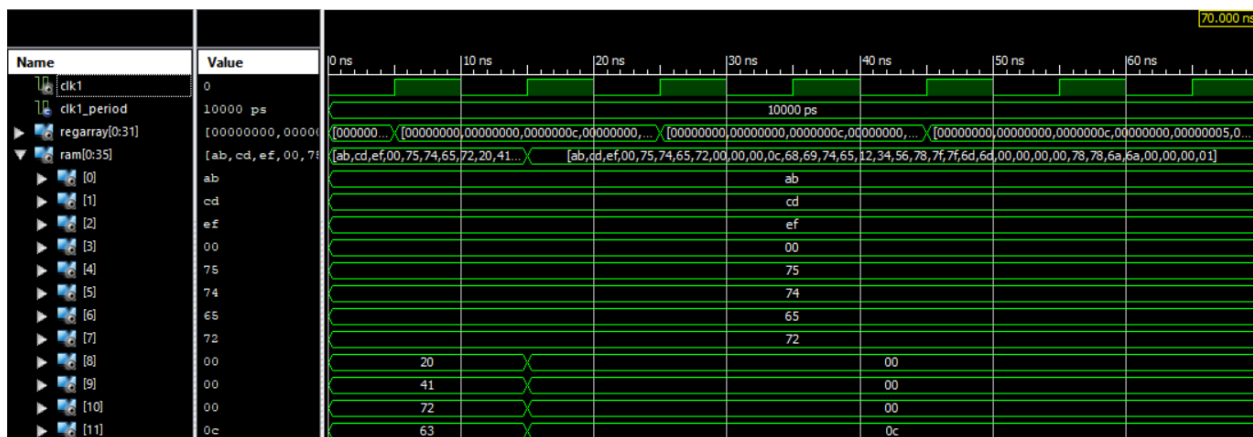 70.000 ns
Name Value 0 ns 10 ns 20 ns 30 ns 40 ns 50 ns 60 ns
clk1 0
clk1_period 10000 ps 10000 ps
regarray[0:31] [00000000,0000( [000000... [00000000,00000000,0000000c,00000000,... [00000000,00000000,0000000c,00000000,... [00000000,00000000,0000000c,00000000,00000005,0...
ram[0:35] [ab,cd,ef,00,75 [ab,cd,ef,00,75,74,65,72,20,41... [ab,cd,ef,00,75,74,65,72,00,00,00,0c,68,69,74,65,12,34,56,78,7f,7f,6d,6d,00,00,00,00,78,78,6a,6a,00,00,00,01]
[0] ab ab
[1] cd cd
[2] ef ef
[3] 00 00
[4] 75 75
[5] 74 74
[6] 65 65
[7] 72 72
[8] 00 20 00
[9] 00 41 00
[10] 00 72 00
[11] 0c 63 0c